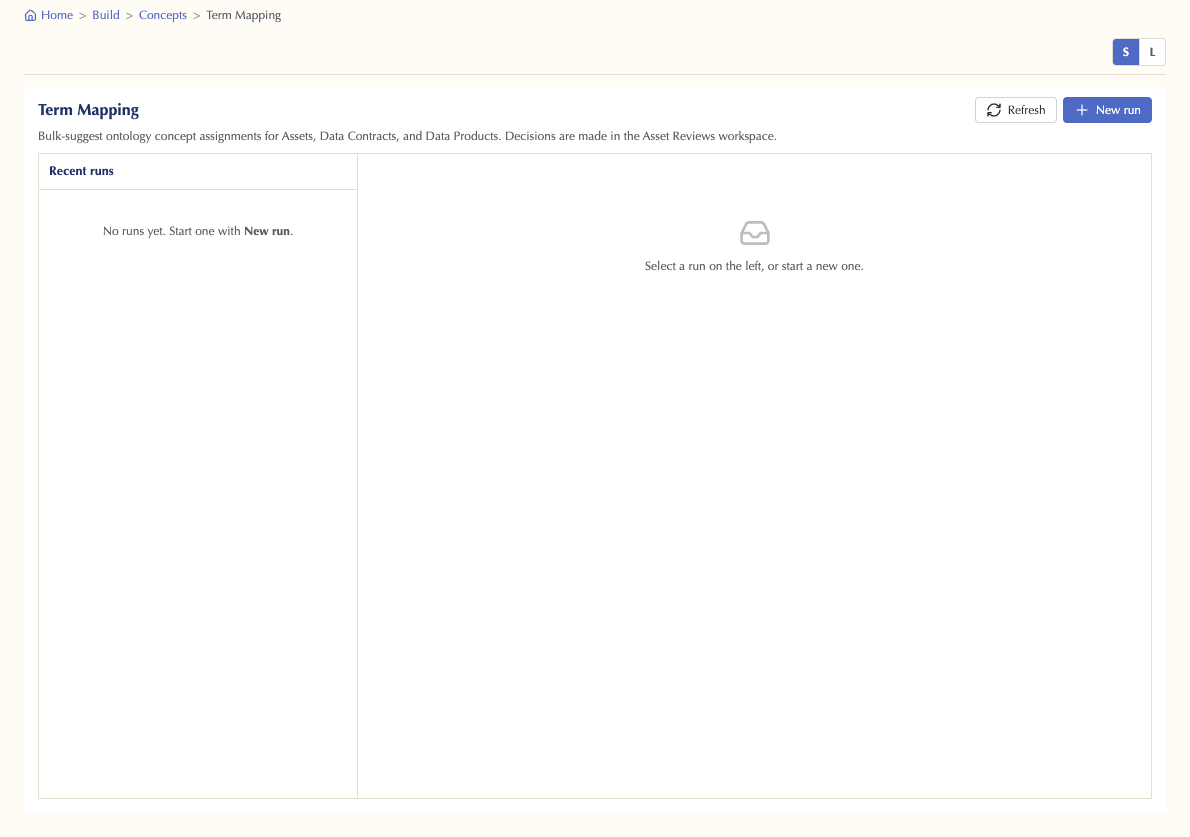 Home > Build > Concepts > Term Mapping
S L
Term Mapping
Refresh
New run
Bulk-suggest ontology concept assignments for Assets, Data Contracts, and Data Products. Decisions are made in the Asset Reviews workspace.
Recent runs
No runs yet. Start one with New run.
Select a run on the left, or start a new one.